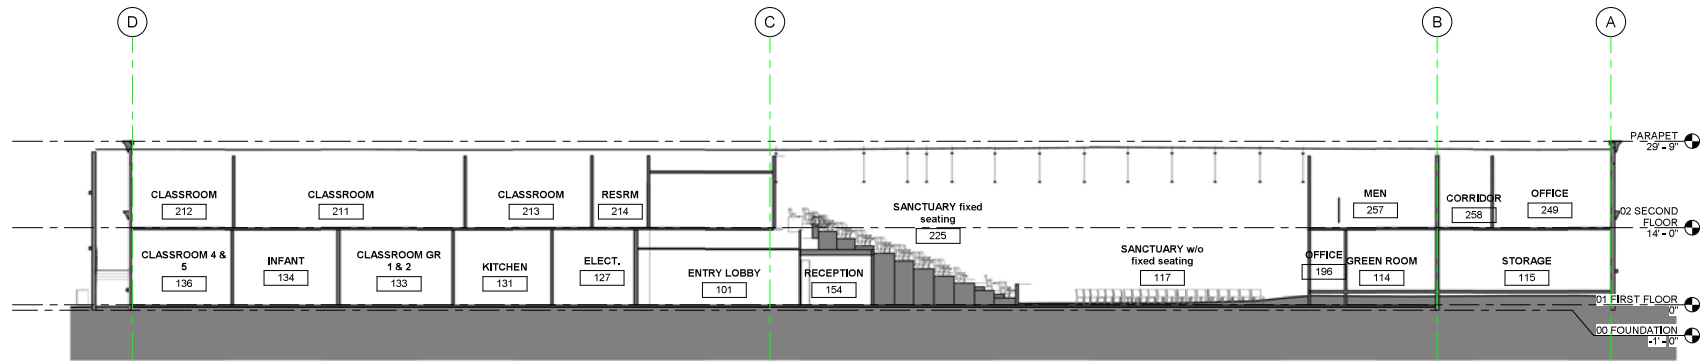 D
C
B
A
PARAPET
29' - 9"
CLASSROOM
212
CLASSROOM
211
CLASSROOM
213
RESRM
214
SANCTUARY fixed
seating
225
MEN
257
CORRIDOR
258
OFFICE
249
02 SECOND
FLOOR
14' - 0"
CLASSROOM 4 &
5
136
INFANT
134
CLASSROOM GR
1 & 2
133
KITCHEN
131
ELECT.
127
ENTRY LOBBY
101
RECEPTION
154
SANCTUARY w/o
fixed seating
117
OFFICE
196
GREEN ROOM
114
STORAGE
115
01 FIRST FLOOR
0"
00 FOUNDATION
-1' - 0"